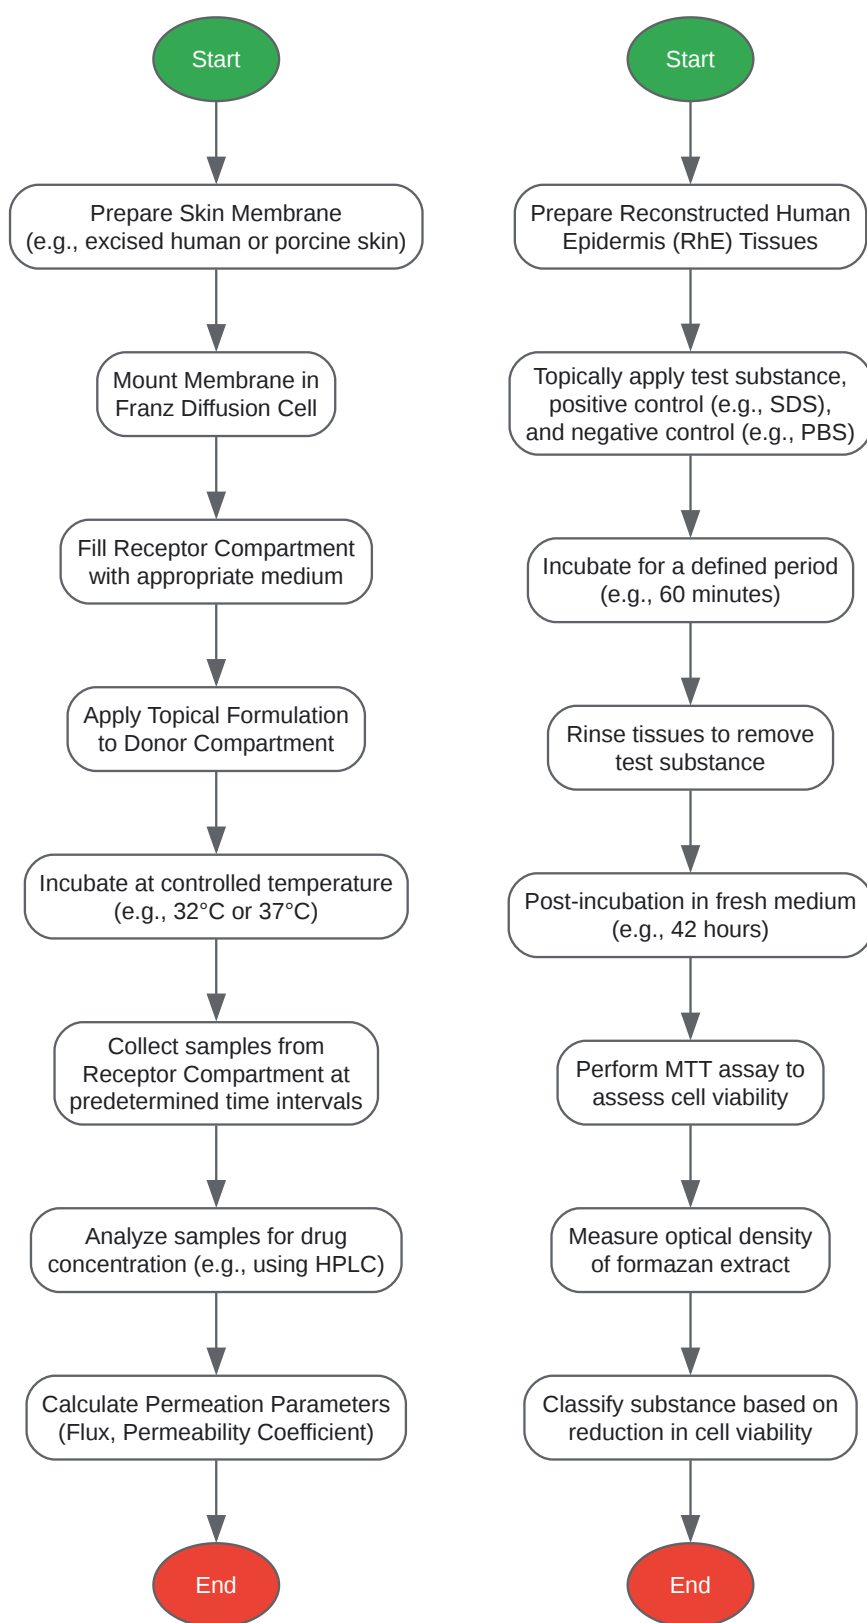 Start
Prepare Skin Membrane
(e.g., excised human or porcine skin)
Mount Membrane in
Franz Diffusion Cell
Fill Receptor Compartment
with appropriate medium
Apply Topical Formulation
to Donor Compartment
Incubate at controlled temperature
(e.g., 32°C or 37°C)
Collect samples from
Receptor Compartment at
predetermined time intervals
Analyze samples for drug
concentration (e.g., using HPLC)
Calculate Permeation Parameters
(Flux, Permeability Coefficient)
End
Start
Prepare Reconstructed Human
Epidermis (RhE) Tissues
Topically apply test substance,
positive control (e.g., SDS),
and negative control (e.g., PBS)
Incubate for a defined period
(e.g., 60 minutes)
Rinse tissues to remove
test substance
Post-incubation in fresh medium
(e.g., 42 hours)
Perform MTT assay to
assess cell viability
Measure optical density
of formazan extract
Classify substance based on
reduction in cell viability
End